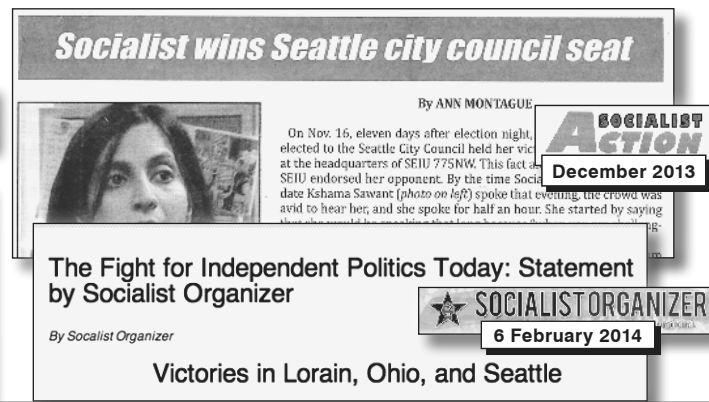 Socialist wins Seattle city council seat
By ANN MONTAGUE
On Nov. 16, eleven days after election night,
elected to the Seattle City Council held her
at the headquarters of SEIU 775NW. This fact
SEIU endorsed her opponent. By the time
date Kshama Sawant (photo on left) spoke that evening, the crowd was
avid to hear her, and she spoke for half an hour. She started by saying
SOCIALIST
ACTION
December 2013
The Fight for Independent Politics Today: Statement
by Socialist Organizer
SOCIALIST ORGANIZER
6 February 2014
By Socalist Organizer
Victories in Lorain, Ohio, and Seattle